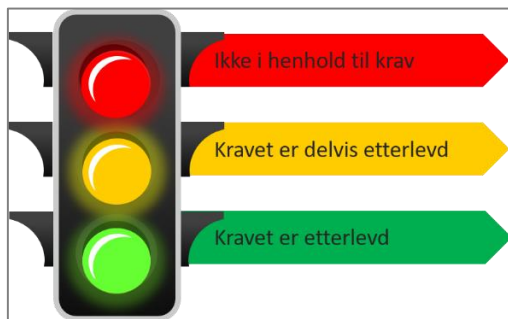 Ikke i henhold til krav
Kravet er delvis etterlevd
Kravet er etterlevd